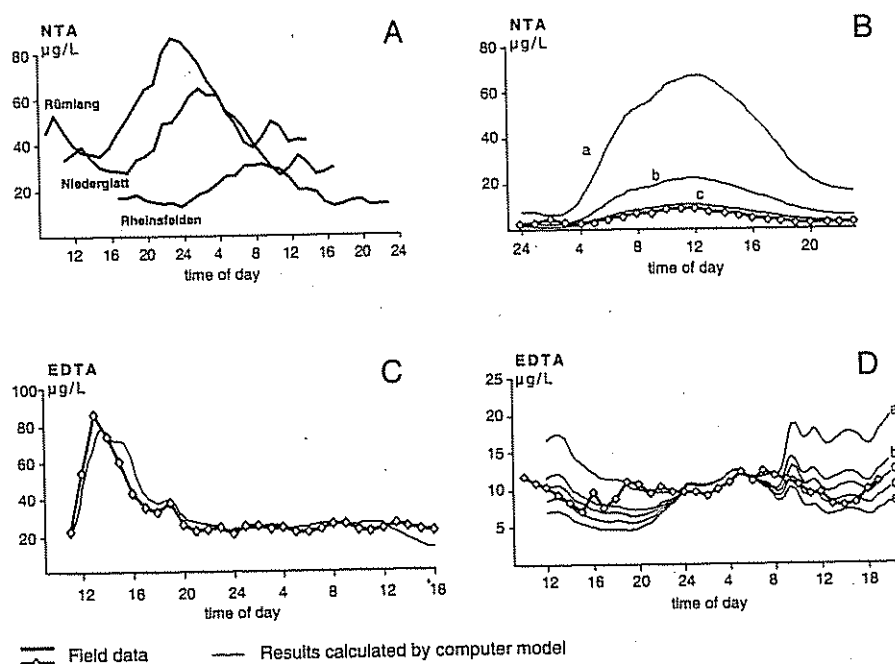 NTA
µg/L
A
80
60
40
20
Rümlang
Niederglatt
Rheinsfelden
12 16 20 24 4 8 12 16 20 24
time of day
NTA
µg/L
B
80
60
40
20
a
b
c
24 4 8 12 16 20
time of day
EDTA
µg/L
C
100
80
60
40
20
12 16 20 24 4 8 12 18
time of day
EDTA
µg/L
D
25
20
15
10
5
a
12 16 20 24 4 8 12 18
time of day
Field data
Results calculated by computer model